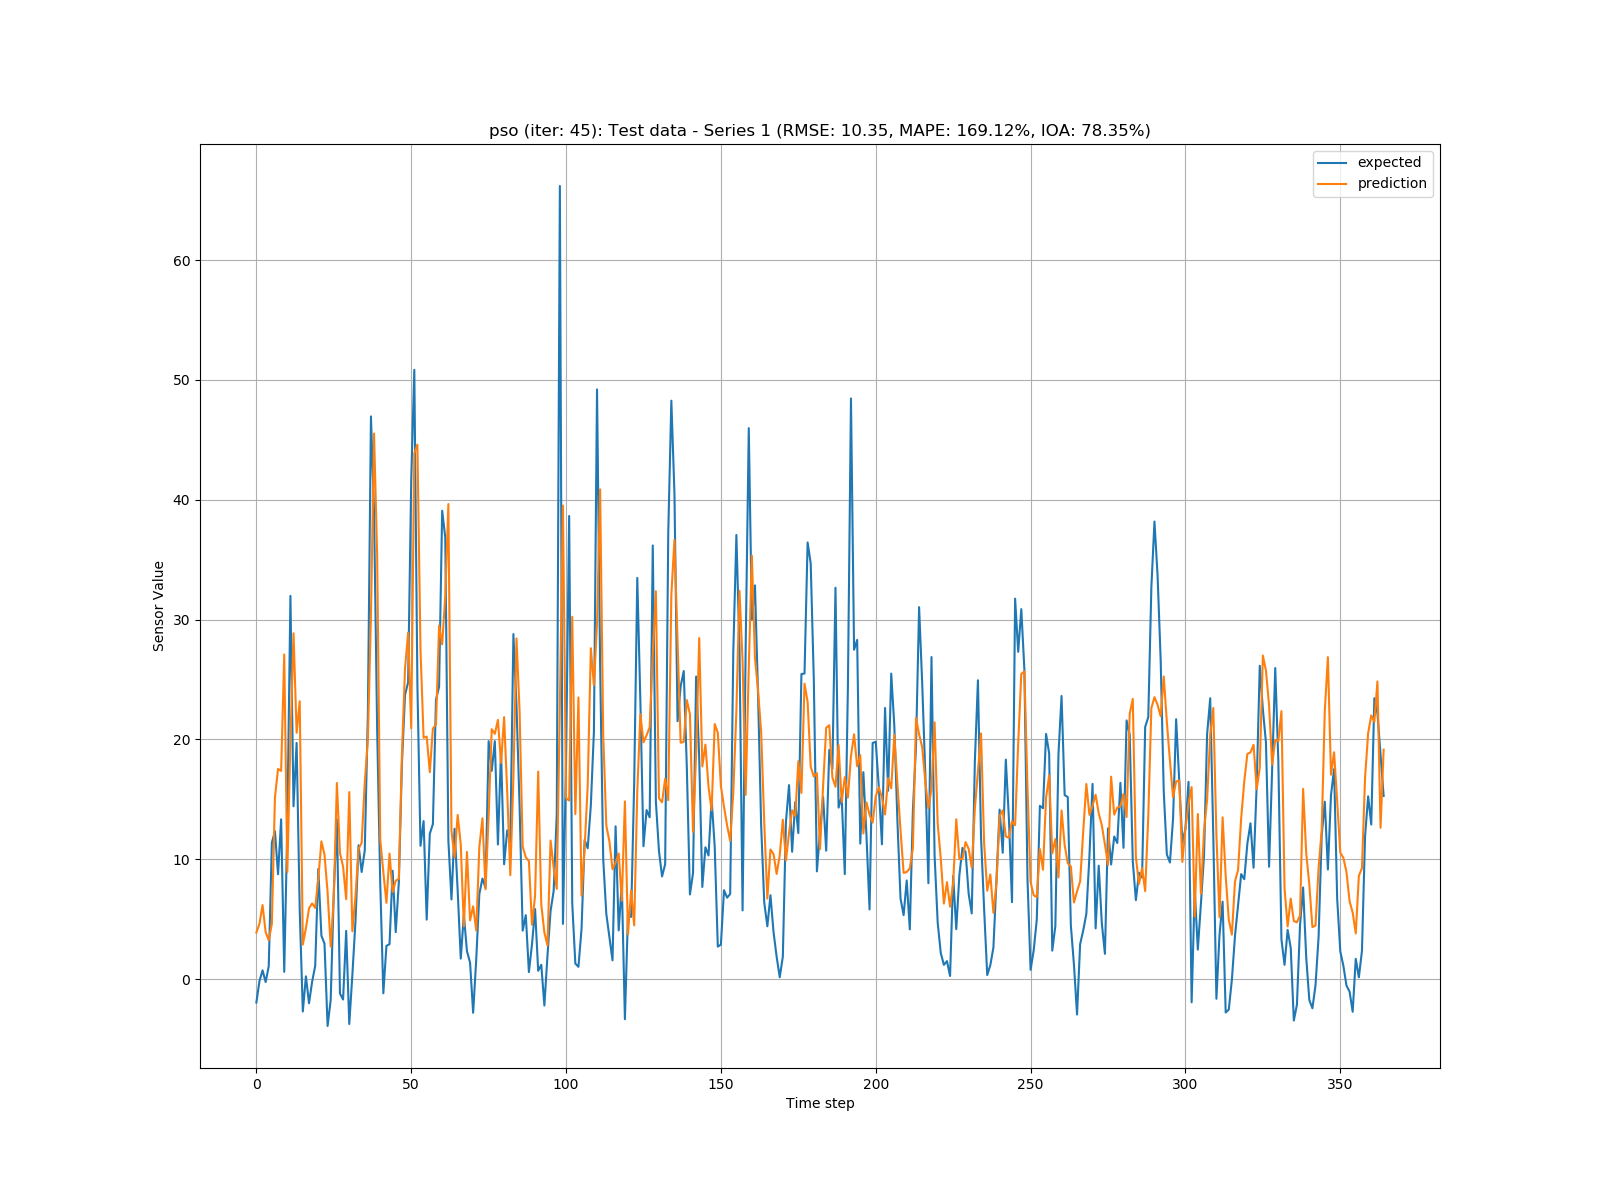 pso (iter: 45): Test data - Series 1 (RMSE: 10.35, MAPE: 169.12%, IOA: 78.35%)
expected
prediction
60
50
40
30
20
10
0
Sensor Value
0 50 100 150 200 250 300 350
Time step